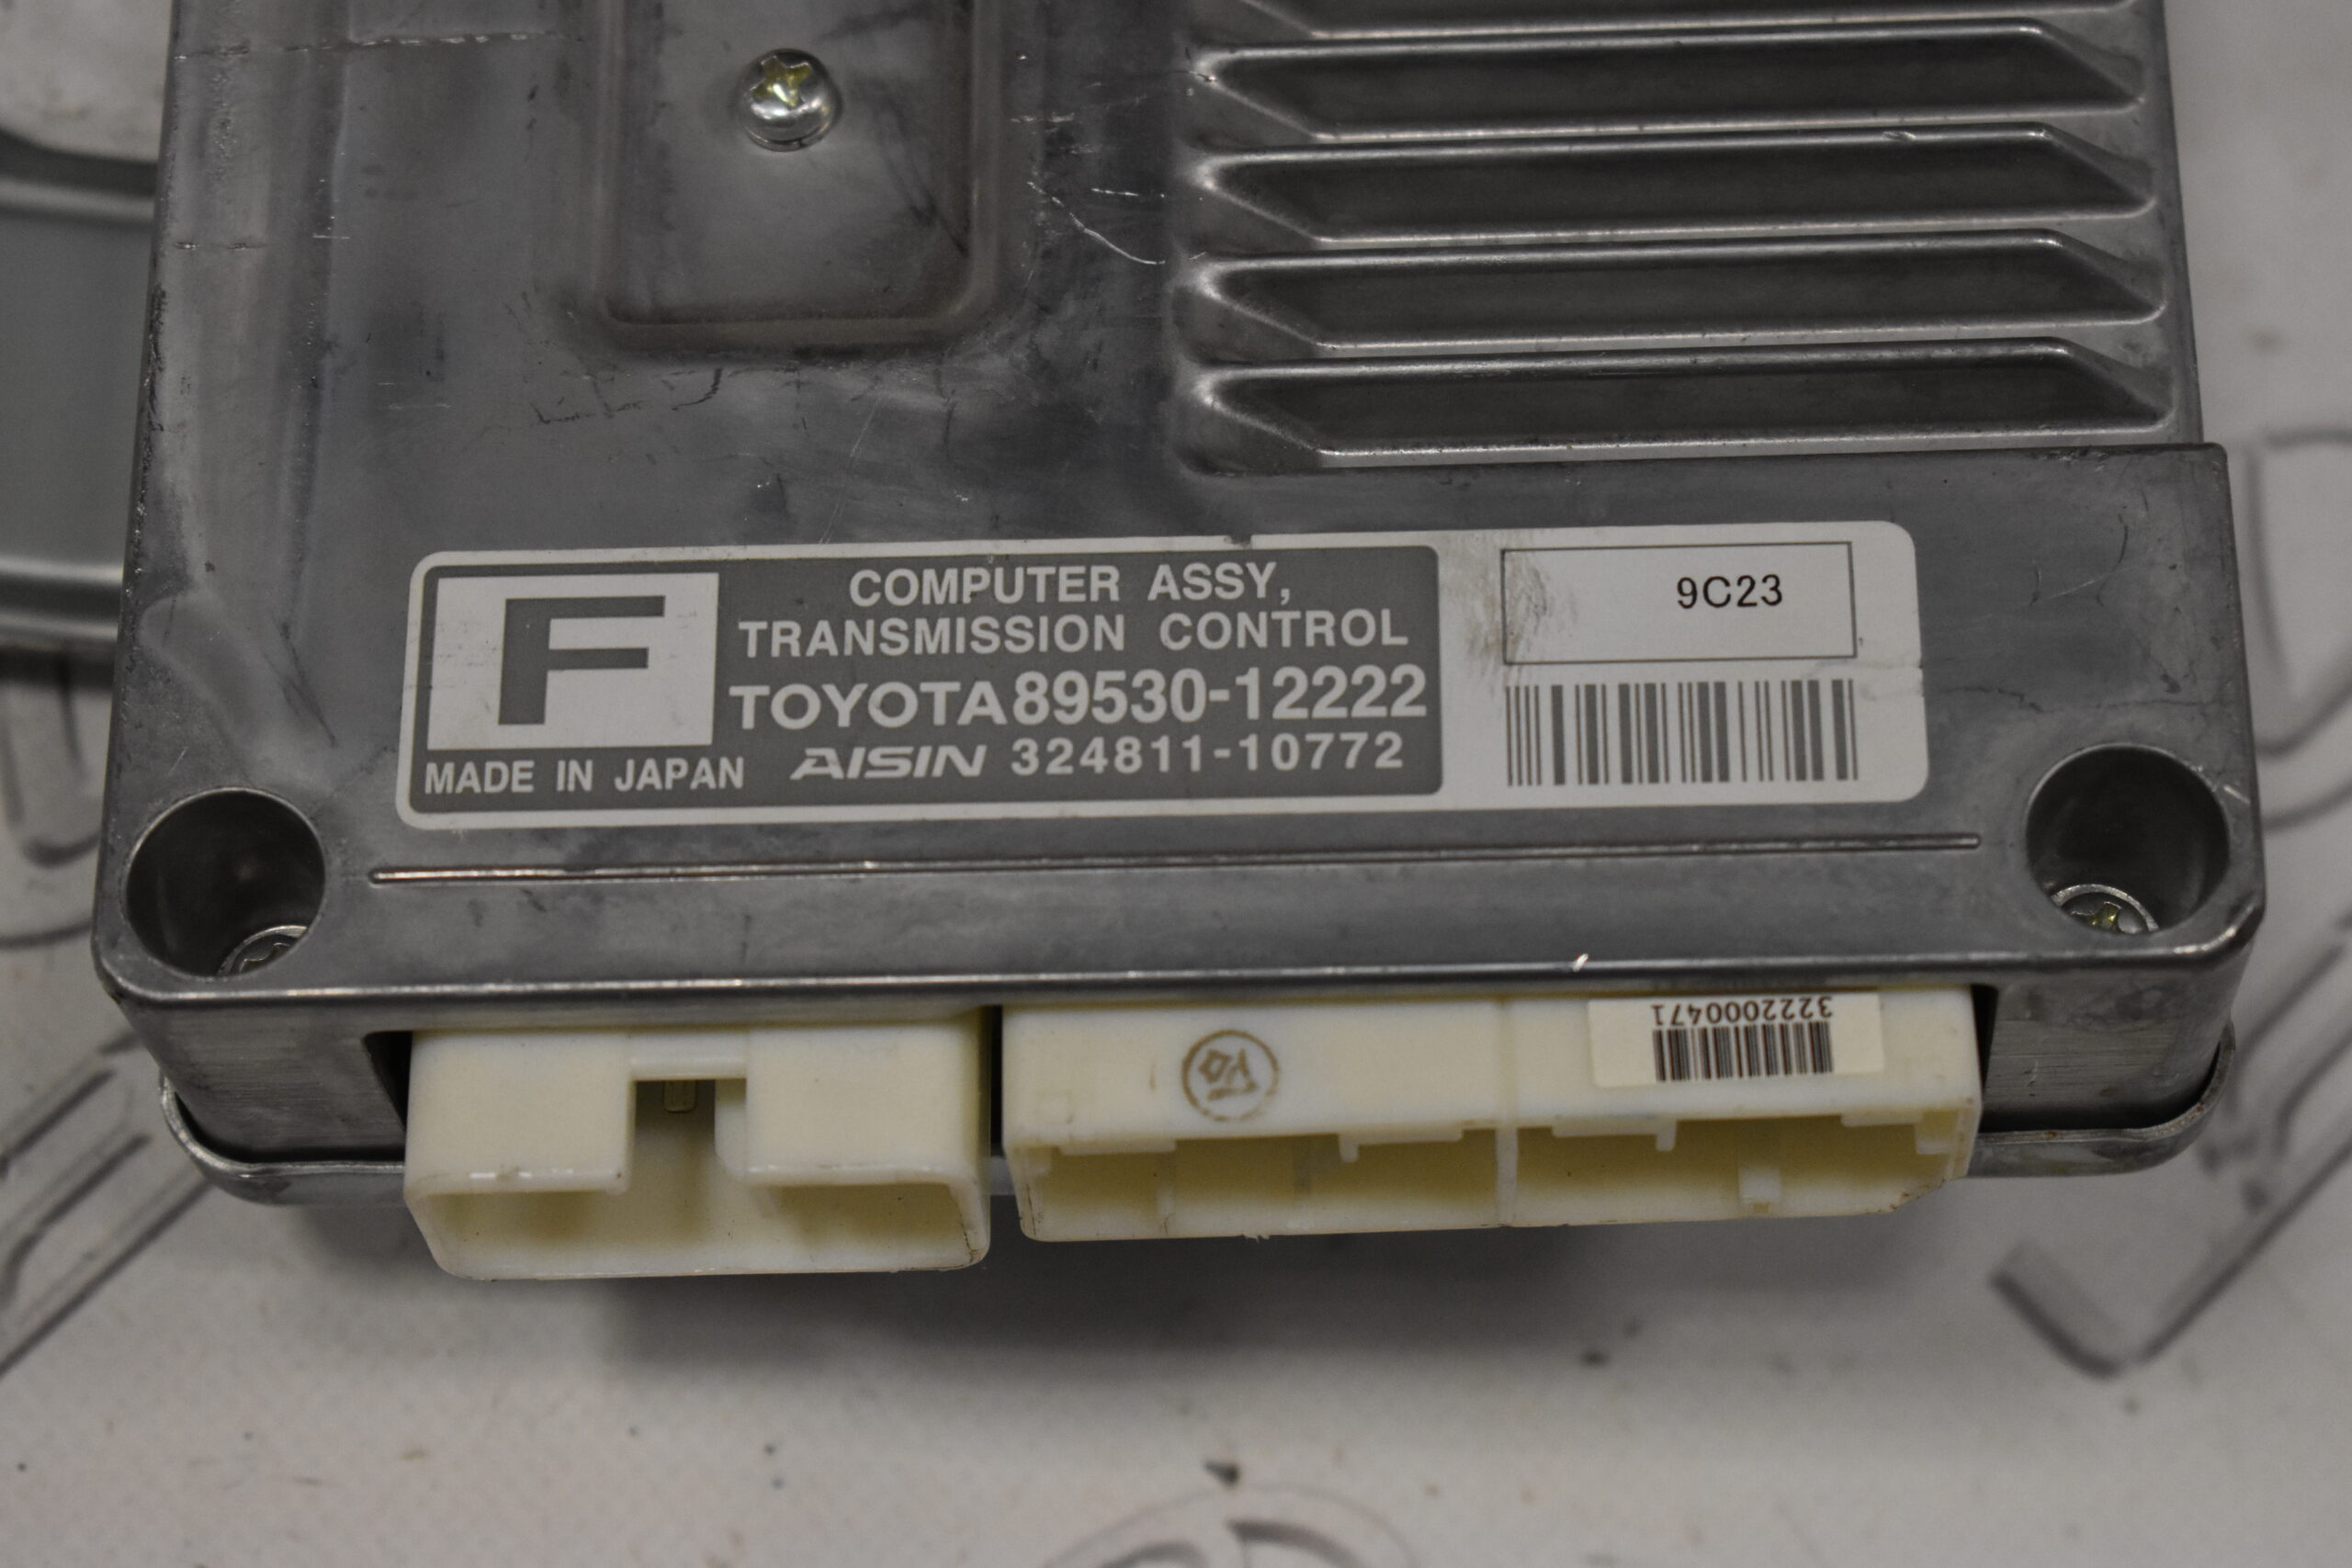 F
COMPUTER ASSY,
TRANSMISSION CONTROL
TOYOTA 89530-12222
MADE IN JAPAN AISIN 324811-10772
9C23
3222000471